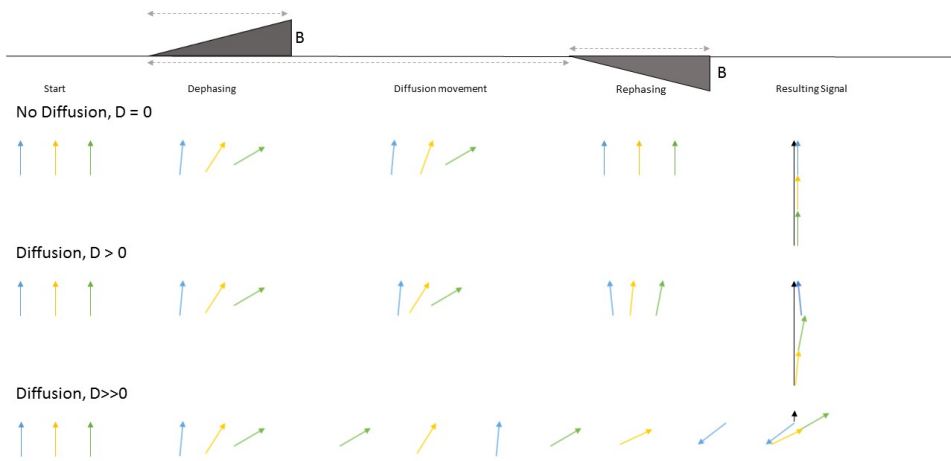 B
B
Start Dephasing Diffusion movement Rephasing Resulting Signal
No Diffusion, D = 0
Diffusion, D > 0
Diffusion, D>>0